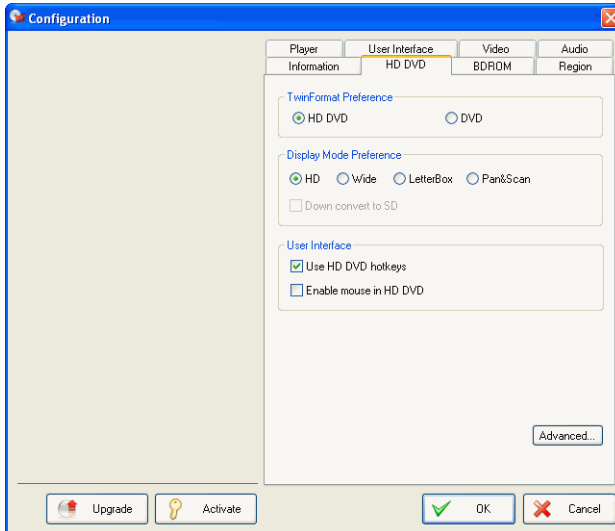 Configuration
Player User Interface Video Audio
Information HD DVD BDROM Region
TwinFormat Preference
HD DVD DVD
Display Mode Preference
HD Wide LetterBox Pan&Scan
Down convert to SD
User Interface
Use HD DVD hotkeys
Enable mouse in HD DVD
Advanced...
Upgrade Activate OK Cancel